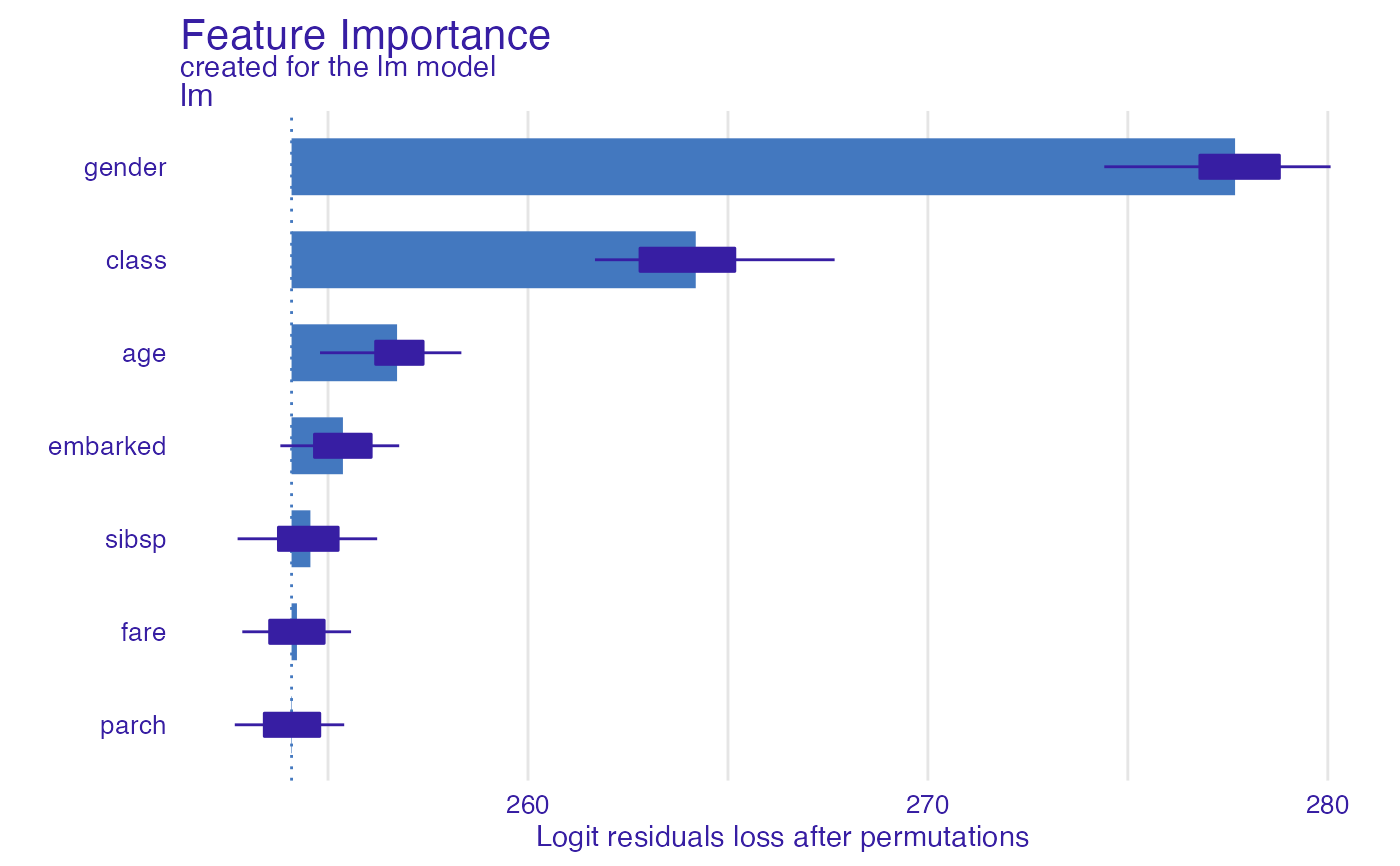 Feature Importance
created for the lm model
lm
gender
class
age
embarked
sibsp
fare
parch
260 270 280
Logit residuals loss after permutations